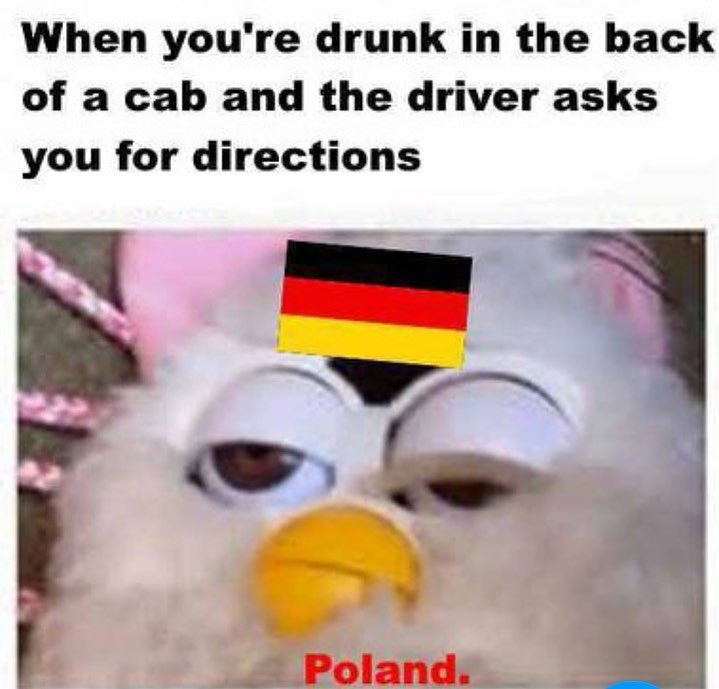 When you're drunk in the back
of a cab and the driver asks
you for directions
Poland.